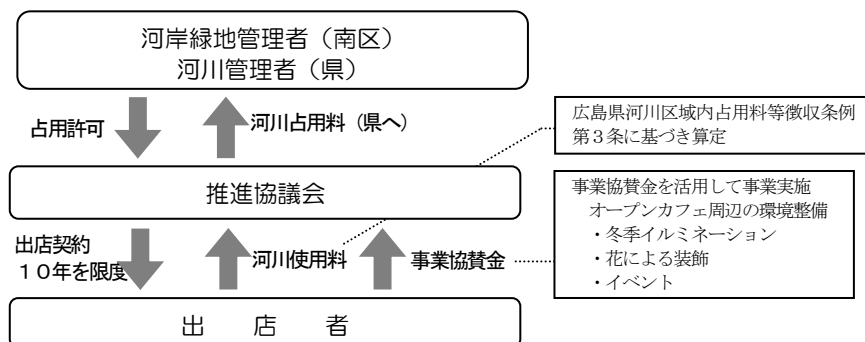 河岸緑地管理者（南区）
河川管理者（県）
占用許可
河川占用料（県へ）
広島県河川区域内占用料等徴収条例
第３条に基づき算定
推進協議会
出店契約
１０年を限度
河川使用料
事業協賛金
事業協賛金を活用して事業実施
オープンカフェ周辺の環境整備
・冬季イルミネーション
・花による装飾
・イベント
出　店　者